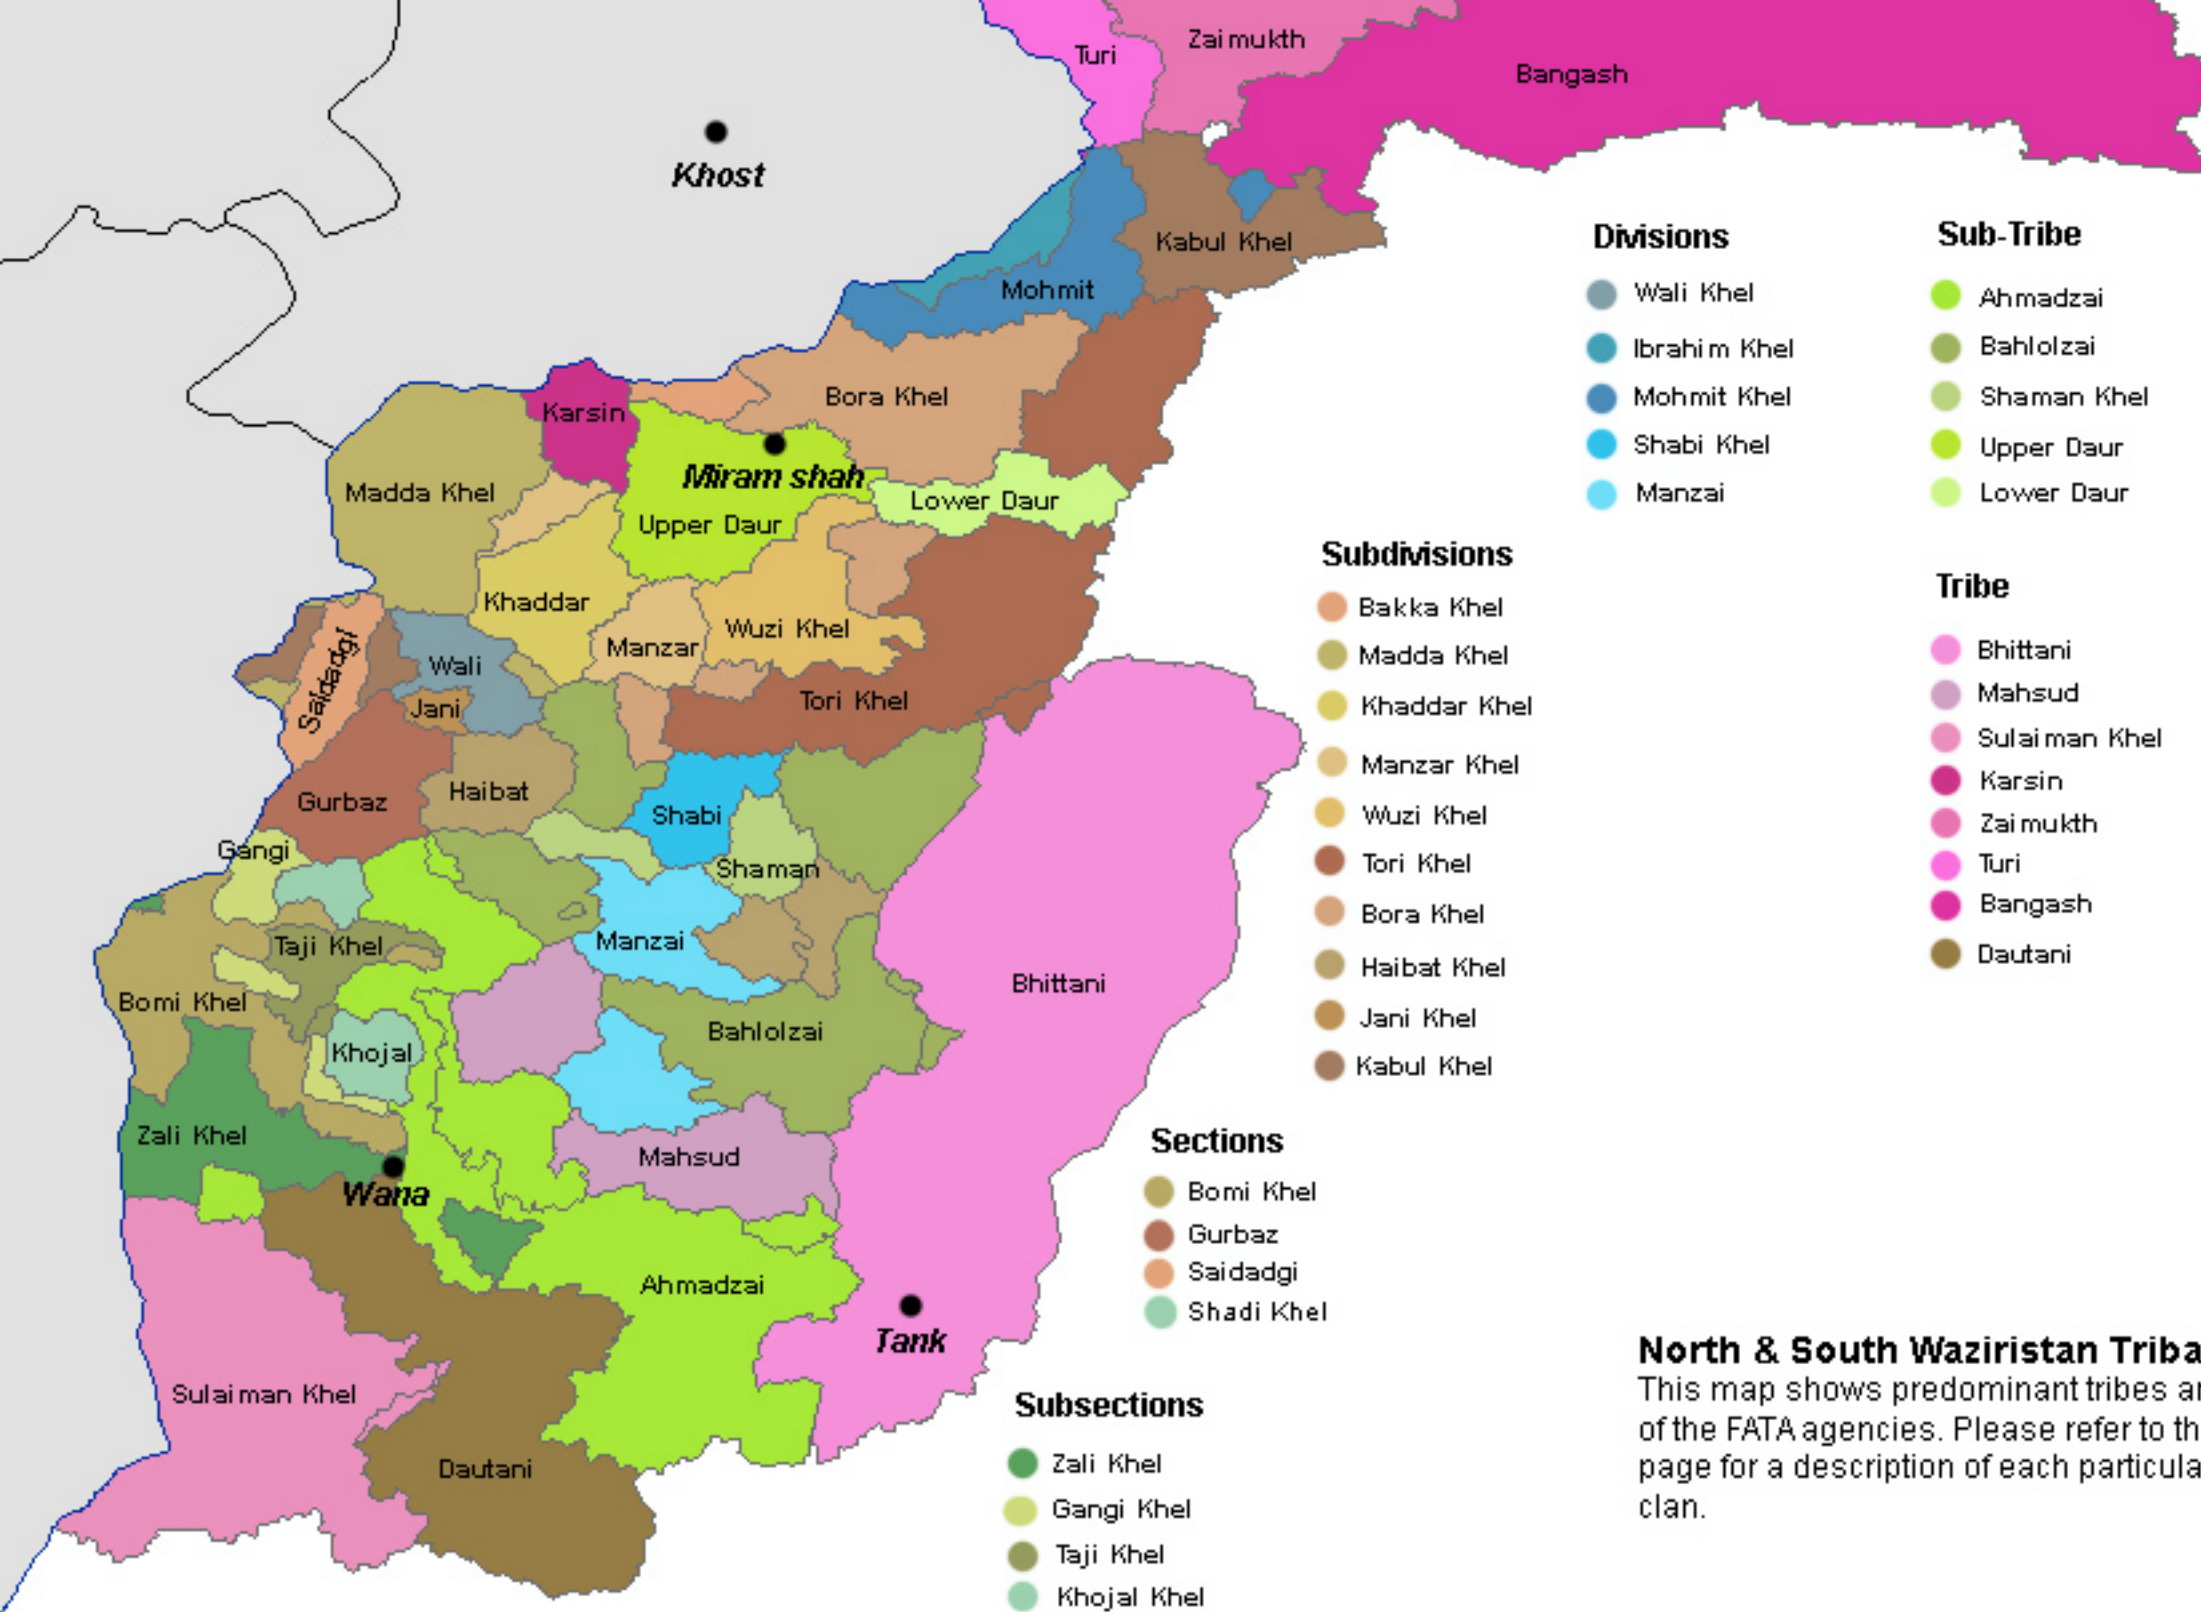 Turi
Zaimukth
Bangash
Khost
Kabul Khel
Mohmit
Karsin
Bora Khel
Madda Khel
Miram shah
Lower Daur
Upper Daur
Khaddar
Manzar
Wuzi Khel
Saidadgi
Wali
Jani
Tori Khel
Gurbaz
Haibat
Shabi
Gangi
Shaman
Taji Khel
Manzai
Bhittani
Bomi Khel
Bahlolzai
Khojal
Zali Khel
Mahsud
Wana
Ahmadzai
Tank
Sulaiman Khel
Dautani
Divisions
Wali Khel
Ibrahim Khel
Mohmit Khel
Shabi Khel
Manzai
Sub-Tribe
Ahmadzai
Bahlolzai
Shaman Khel
Upper Daur
Lower Daur
Subdivisions
Bakka Khel
Madda Khel
Khaddar Khel
Manzar Khel
Wuzi Khel
Tori Khel
Bora Khel
Haibat Khel
Jani Khel
Kabul Khel
Tribe
Bhittani
Mahsud
Sulaiman Khel
Karsin
Zaimukth
Turi
Bangash
Dautani
Sections
Bomi Khel
Gurbaz
Saidadgi
Shadi Khel
Subsections
Zali Khel
Gangi Khel
Taji Khel
Khojal Khel
North & South Waziristan Triba
This map shows predominant tribes a
of the FATA agencies. Please refer to th
page for a description of each particula
clan.